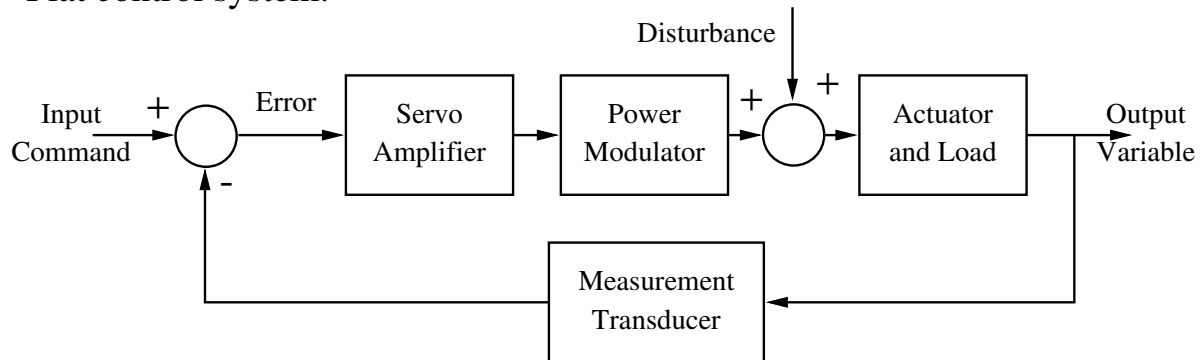 Disturbance
+
+
+
Error
Input
Command
Servo
Amplifier
Power
Modulator
Actuator
and Load
Output
Variable
-
Measurement
Transducer